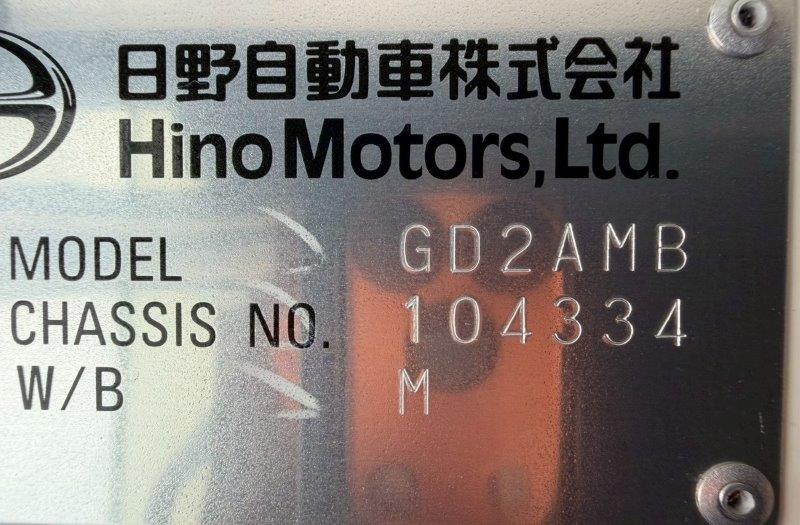 日野自動車株式会社
Hino Motors, Ltd.
MODEL GD2AMB
CHASSIS NO. 104334
W/B M